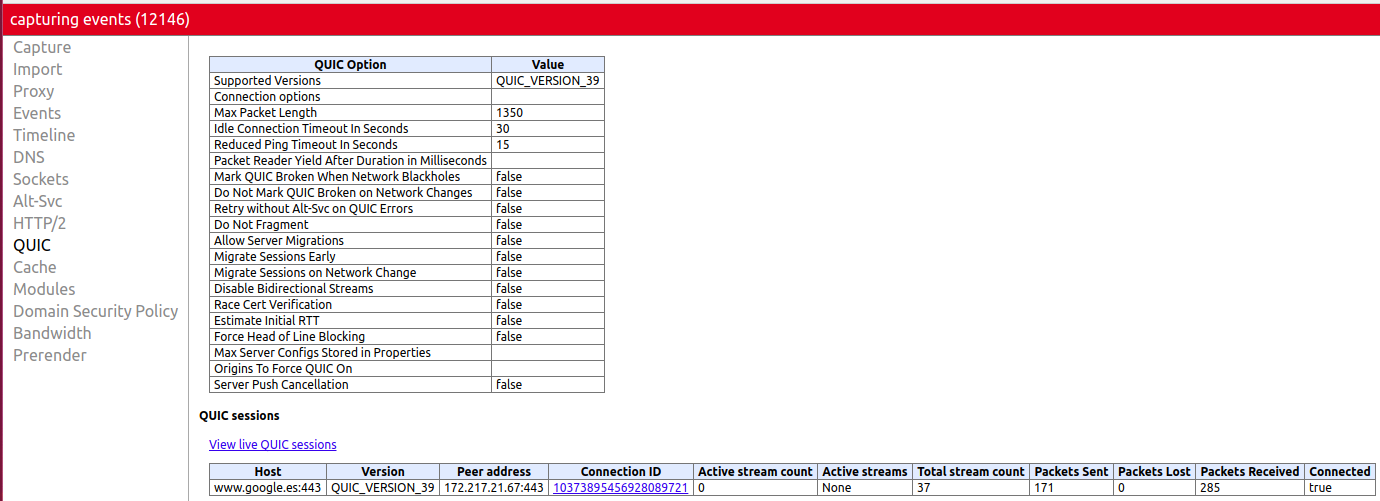 capturing events (12146)
Capture
Import
Proxy
Events
Timeline
DNS
Sockets
Alt-Svc
HTTP/2
QUIC
Cache
Modules
Domain Security Policy
Bandwidth
Prerender
QUIC Option Value
Supported Versions QUIC_VERSION_39
Connection options
Max Packet Length 1350
Idle Connection Timeout In Seconds 30
Reduced Ping Timeout In Seconds 15
Packet Reader Yield After Duration in Milliseconds
Mark QUIC Broken When Network Blackholes false
Do Not Mark QUIC Broken on Network Changes false
Retry without Alt-Svc on QUIC Errors false
Do Not Fragment false
Allow Server Migrations false
Migrate Sessions Early false
Migrate Sessions on Network Change false
Disable Bidirectional Streams false
Race Cert Verification false
Estimate Initial RTT false
Force Head of Line Blocking false
Max Server Configs Stored in Properties
Origins To Force QUIC On
Server Push Cancellation false
QUIC sessions
View live QUIC sessions
Host Version Peer address Connection ID Active stream count Active streams Total stream count Packets Sent Packets Lost Packets Received Connected
www.google.es:443 QUIC_VERSION_39 172.217.21.67:443 10373895456928089721 0 None 37 171 0 285 true